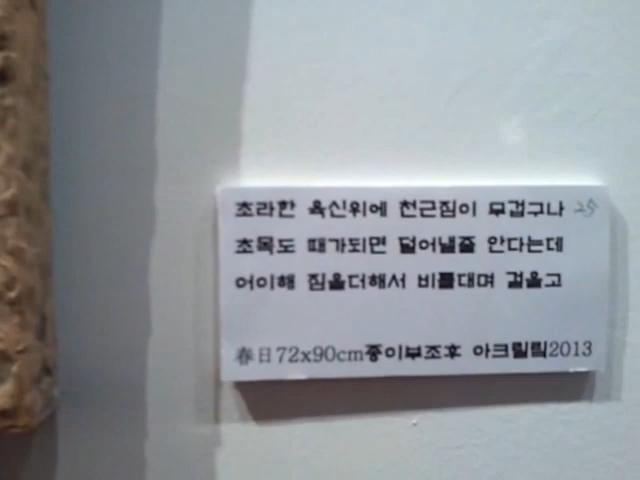 초라한 육신위에 천근짐이 무겁구나 25
초목도 때가되면 덜어낼줄 안다는데
어이해 짐을더해서 비틀대며 걸을고
春日72x90cm종이부조후 아크릴릭2013